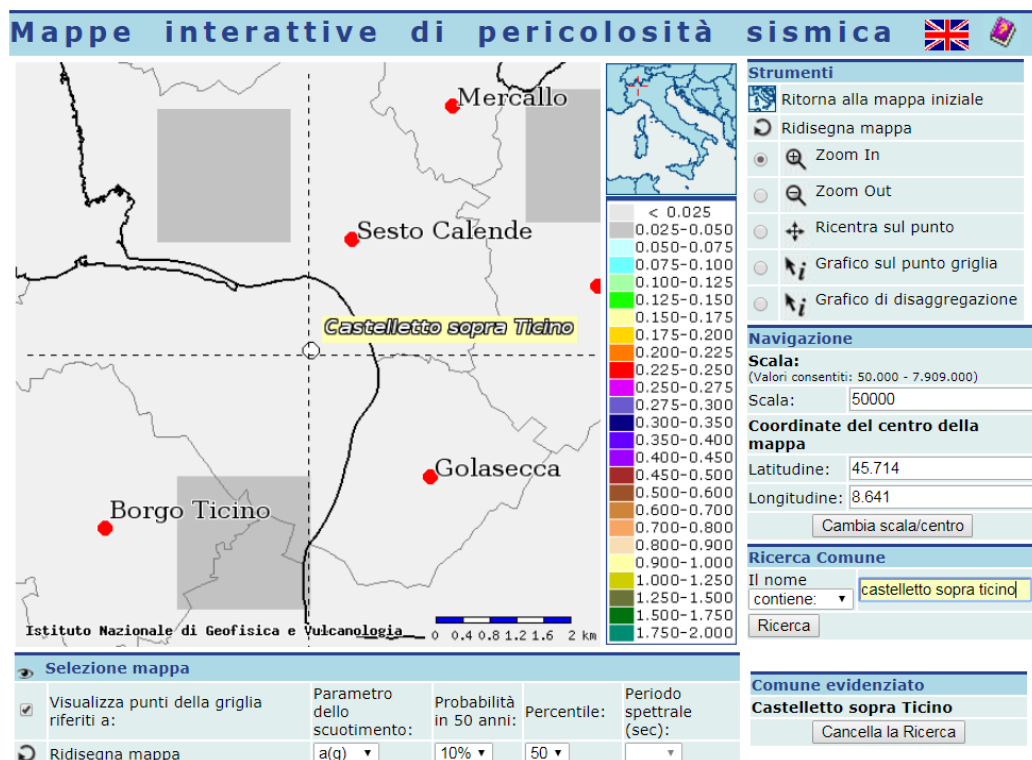 Mappe interattive di pericolosità sismica
Mercallo
Sesto Calende
Castelletto sopra Ticino
Golasecca
Borgo Ticino
Istituto Nazionale di Geofisica e Vulcanologia
0 0.4 0.8 1.2 1.6 2 km
< 0.025
0.025-0.050
0.050-0.075
0.075-0.100
0.100-0.125
0.125-0.150
0.150-0.175
0.175-0.200
0.200-0.225
0.225-0.250
0.250-0.275
0.275-0.300
0.300-0.350
0.350-0.400
0.400-0.450
0.450-0.500
0.500-0.600
0.600-0.700
0.700-0.800
0.800-0.900
0.900-1.000
1.000-1.250
1.250-1.500
1.500-1.750
1.750-2.000
Strumenti
Ritorna alla mappa iniziale
Ridisegna mappa
Zoom In
Zoom Out
Ricentra sul punto
Grafico sul punto griglia
Grafico di disaggregazione
Navigazione
Scala:
(Valori consentiti: 50.000 - 7.909.000)
Scala: 50000
Coordinate del centro della
mappa
Latitudine: 45.714
Longitudine: 8.641
Cambia scala/centro
Ricerca Comune
Il nome
contiene: castelletto sopra ticino
Ricerca
Selezione mappa
Visualizza punti della griglia
riferiti a:
Parametro
dello
scuotimento:
Probabilità
in 50 anni:
Percentile:
Periodo
spettrale
(sec):
Ridisegna mappa
a(g)
10%
50
Comune evidenziato
Castelletto sopra Ticino
Cancella la Ricerca